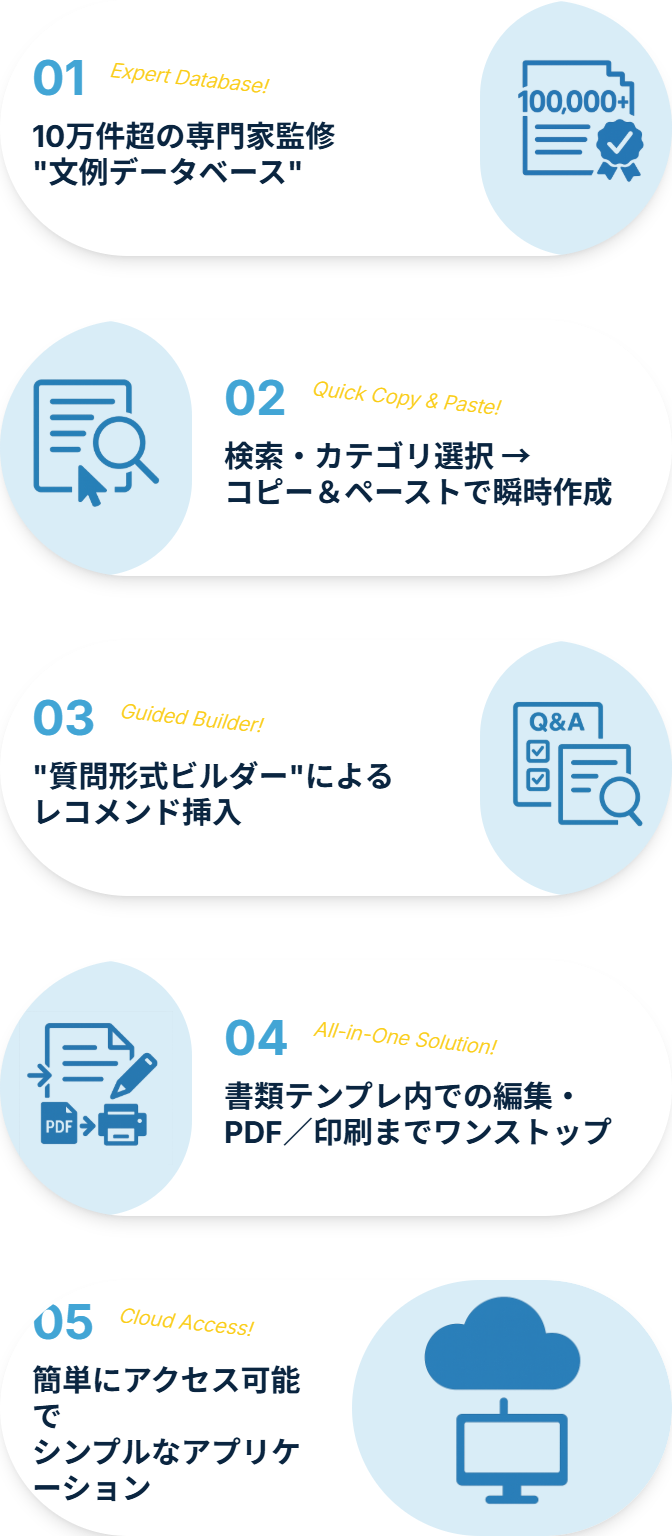 01 Expert Database!
10万件超の専門家監修
"文例データベース"
100,000+
02 Quick Copy & Paste!
検索・カテゴリ選択 →
コピー＆ペーストで瞬時作成
03 Guided Builder!
"質問形式ビルダー"による
レコメンド挿入
Q&A
04 All-in-One Solution!
書類テンプレ内での編集・
PDF／印刷までワンストップ
PDF
05 Cloud Access!
簡単にアクセス可能
で
シンプルなアプリケ
ーション